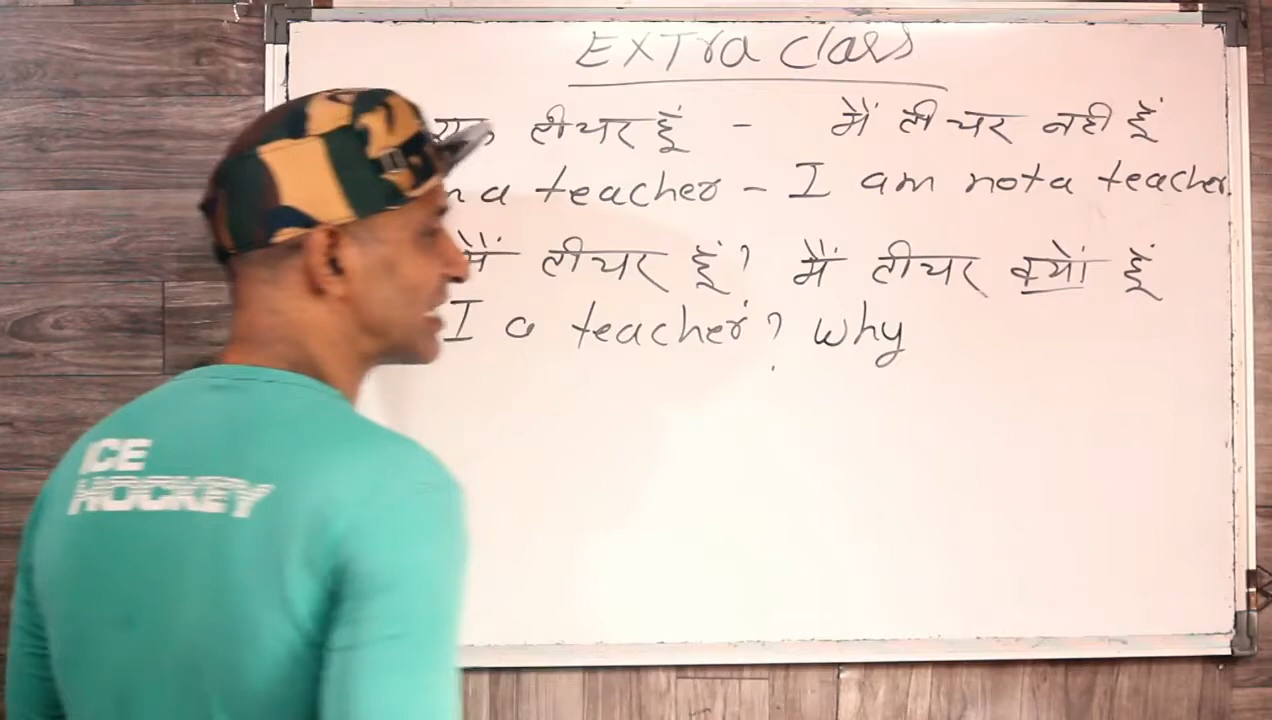 EXTra Class
टीचर हूं - मैं टीचर नही हूं
a teacher - I am not a teacher.
मैं टीचर हूं? मैं टीचर क्यों हूं
I a teacher? why
ICE
HOCKEY